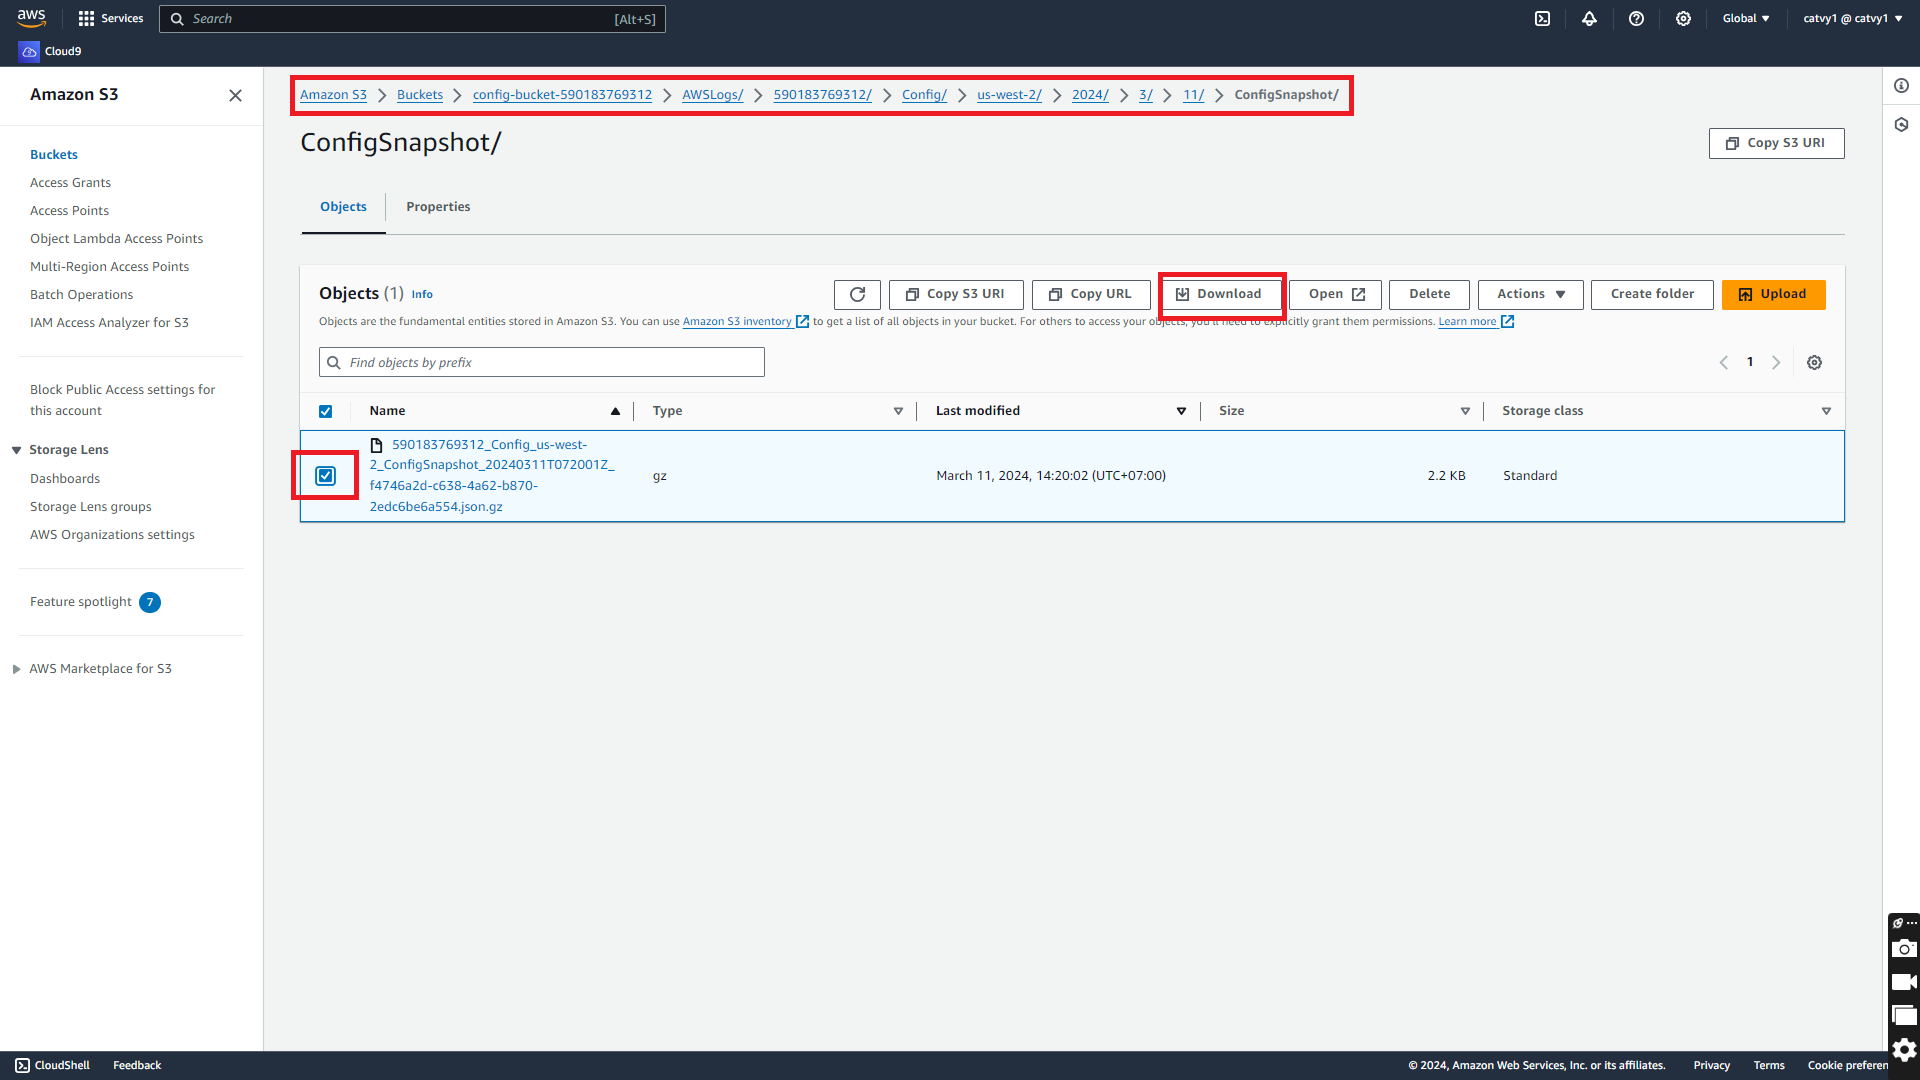 aws
Services
Search
[Alt+S]
Global
catvy1 @ catvy1
Cloud9
Amazon S3
Buckets
Access Grants
Access Points
Object Lambda Access Points
Multi-Region Access Points
Batch Operations
IAM Access Analyzer for S3
Block Public Access settings for
this account
Storage Lens
Dashboards
Storage Lens groups
AWS Organizations settings
Feature spotlight 7
AWS Marketplace for S3
Amazon S3 Buckets config-bucket-590183769312 AWSLogs/ 590183769312/ Config/ us-west-2/ 2024/ 3/ 11/ ConfigSnapshot/
ConfigSnapshot/
Copy S3 URI
Objects Properties
Objects (1) Info
Copy S3 URI
Copy URL
Download
Open
Delete
Actions
Create folder
Upload
Objects are the fundamental entities stored in Amazon S3. You can use Amazon S3 inventory to get a list of all objects in your bucket. For others to access your objects, you'll need to explicitly grant them permissions. Learn more
Find objects by prefix
1
Name Type Last modified Size Storage class
590183769312_Config_us-west-
2_ConfigSnapshot_20240311T072001Z_
f4746a2d-c638-4a62-b870-
2edc6be6a554.json.gz
gz
March 11, 2024, 14:20:02 (UTC+07:00)
2.2 KB
Standard
CloudShell Feedback
© 2024, Amazon Web Services, Inc. or its affiliates. Privacy Terms Cookie preferen